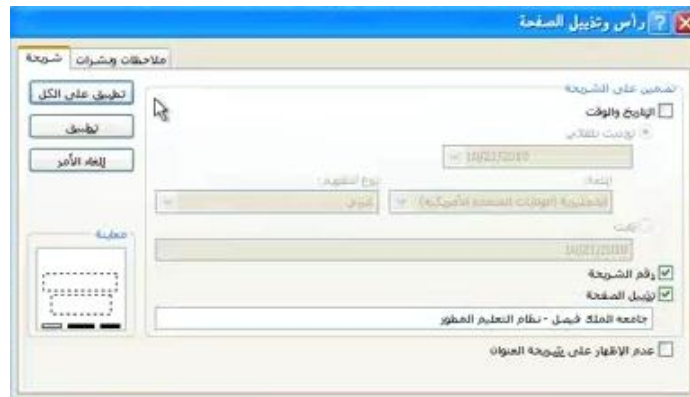 رأس وتذييل الصفحة
شريحة
ملاحظات ونشرات
تضمين على الشريحة
التاريخ والوقت
تحديث تلقائي
10/21/2010
اللغة:
نوع التقويم:
الإنجليزية (الولايات المتحدة الأمريكية)
غربي
ثابت
10/21/2010
رقم الشريحة
تذييل الصفحة
جامعه الملك فيصل - نظام التعليم المطور
عدم الإظهار على شريحة العنوان
تطبيق على الكل
تطبيق
إلغاء الأمر
معاينة